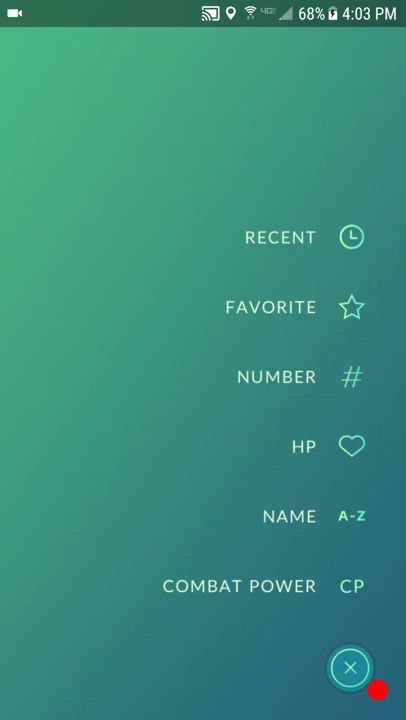 68% 4:03 PM
RECENT
FAVORITE
NUMBER #
HP
NAME A-Z
COMBAT POWER CP